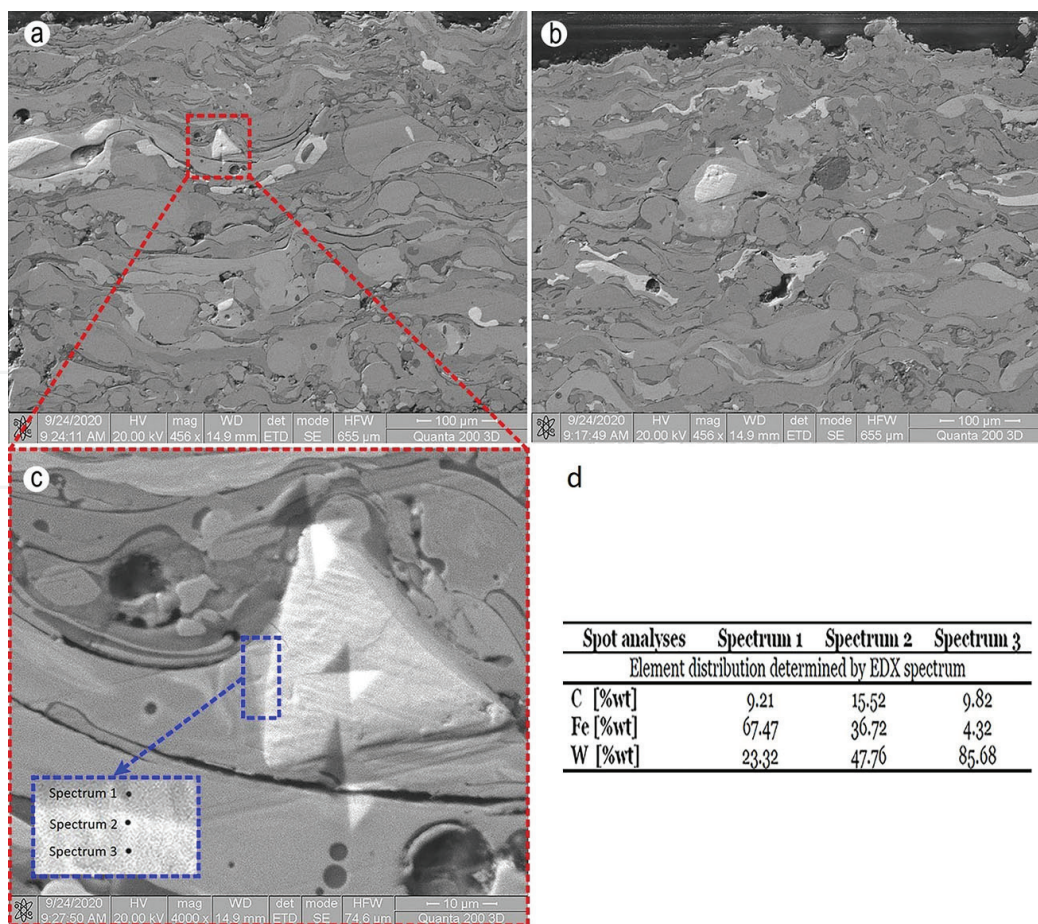 a
9/24/2020 HV mag WD det mode HFW 100 µm
9:24:11 AM 20.00 kV 456 x 14.9 mm ETD SE 655 µm Quanta 200 3D
b
9/24/2020 HV mag WD det mode HFW 100 µm
9:17:49 AM 20.00 kV 456 x 14.9 mm ETD SE 655 µm Quanta 200 3D
c
Spectrum 1
Spectrum 2
Spectrum 3
9/24/2020 HV mag WD det mode HFW 10 µm
9:27:50 AM 20.00 kV 4000 x 14.9 mm ETD SE 74.6 µm Quanta 200 3D
d
Spot analyses Spectrum 1 Spectrum 2 Spectrum 3
Element distribution determined by EDX spectrum
C [%wt] 9.21 15.52 9.82
Fe [%wt] 67.47 36.72 4.32
W [%wt] 23.32 47.76 85.68